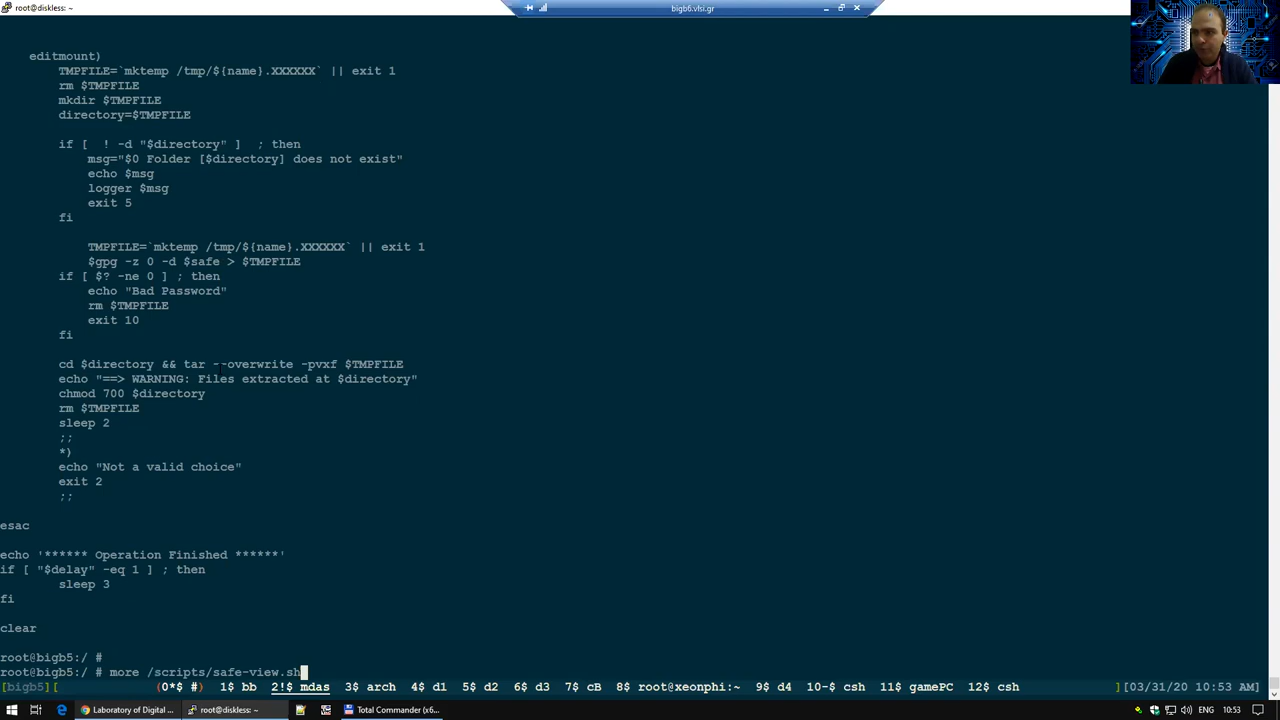 root@diskless: ~
bigb6.vlsi.gr
editmount)
TMPFILE=`mktemp /tmp/${name}.XXXXXX` || exit 1
rm $TMPFILE
mkdir $TMPFILE
directory=$TMPFILE
if [  ! -d "$directory" ]  ; then
msg="$0 Folder [$directory] does not exist"
echo $msg
logger $msg
exit 5
fi
TMPFILE=`mktemp /tmp/${name}.XXXXXX` || exit 1
$gpg -z 0 -d $safe > $TMPFILE
if [ $? -ne 0 ] ; then
echo "Bad Password"
rm $TMPFILE
exit 10
fi
cd $directory && tar --overwrite -pvxf $TMPFILE
echo "==> WARNING: Files extracted at $directory"
chmod 700 $directory
rm $TMPFILE
sleep 2
;;
*)
echo "Not a valid choice"
exit 2
;;
esac
echo '****** Operation Finished ******'
if [ "$delay" -eq 1 ] ; then
sleep 3
fi
clear
root@bigb5:/ #
root@bigb5:/ # more /scripts/safe-view.sh
[bigb5][ (0*$ #) 1$ bb 2!$ mdas 3$ arch 4$ d1 5$ d2 6$ d3 7$ cB 8$ root@xeonphi:~ 9$ d4 10-$ csh 11$ gamePC 12$ csh ][03/31/20 10:53 AM]
Laboratory of Digital ... root@diskless: ~ Total Commander (x6... ENG 10:53